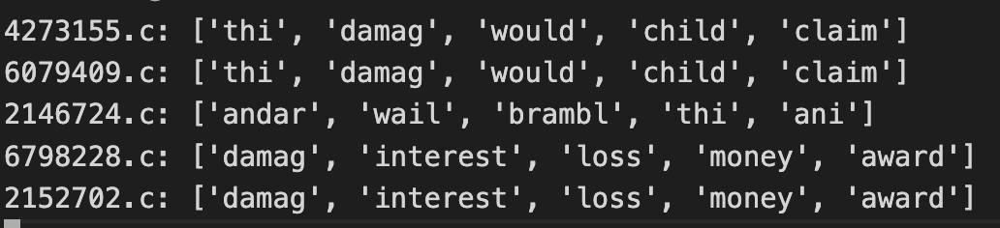 4273155.c: ['thi', 'damag', 'would', 'child', 'claim']
6079409.c: ['thi', 'damag', 'would', 'child', 'claim']
2146724.c: ['andar', 'wail', 'brambl', 'thi', 'ani']
6798228.c: ['damag', 'interest', 'loss', 'money', 'award']
2152702.c: ['damag', 'interest', 'loss', 'money', 'award']